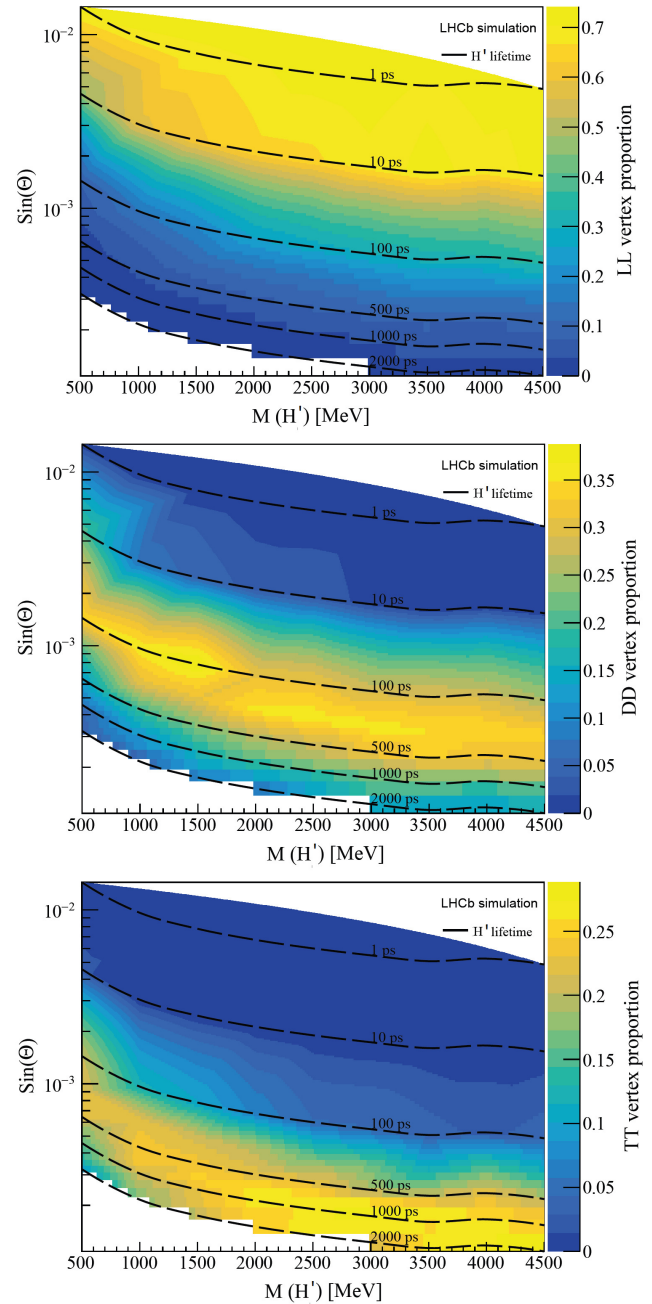 LHCb simulation
H' lifetime
10⁻²
10⁻³
Sin(Θ)
1 ps
10 ps
100 ps
500 ps
1000 ps
2000 ps
500 1000 1500 2000 2500 3000 3500 4000 4500
M (H') [MeV]
0.7
0.6
0.5
0.4
0.3
0.2
0.1
0
LL vertex proportion
LHCb simulation
H' lifetime
10⁻²
10⁻³
Sin(Θ)
1 ps
10 ps
100 ps
500 ps
1000 ps
2000 ps
500 1000 1500 2000 2500 3000 3500 4000 4500
M (H') [MeV]
0.35
0.3
0.25
0.2
0.15
0.1
0.05
0
DD vertex proportion
LHCb simulation
H' lifetime
10⁻²
10⁻³
Sin(Θ)
1 ps
10 ps
100 ps
500 ps
1000 ps
2000 ps
500 1000 1500 2000 2500 3000 3500 4000 4500
M (H') [MeV]
0.25
0.2
0.15
0.1
0.05
0
TT vertex proportion